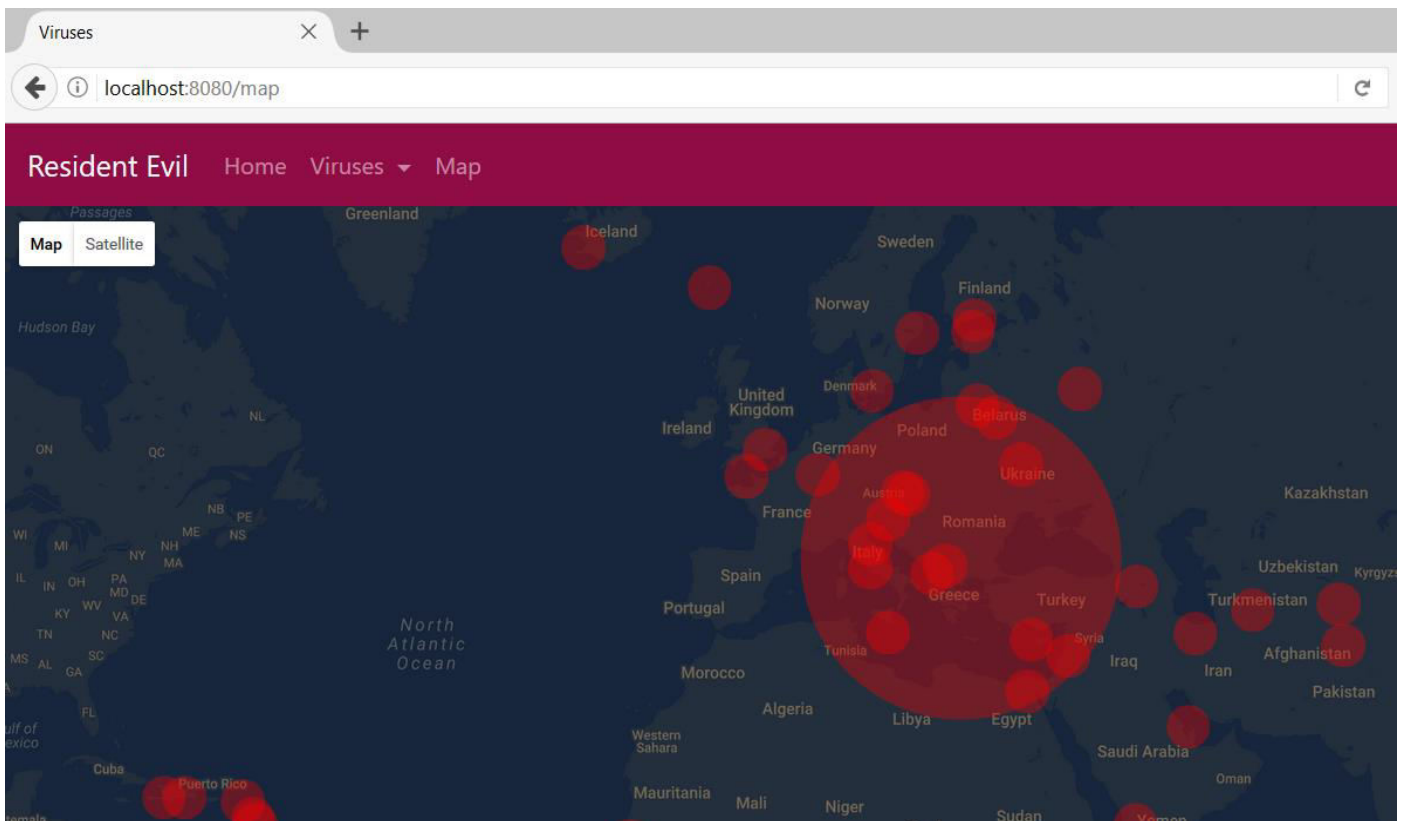 Viruses
localhost:8080/map
Resident Evil Home Viruses Map
Passages
Greenland
Map Satellite
Iceland
Sweden
Finland
Norway
Hudson Bay
Denmark
United
Kingdom
NL
Belarus
Ireland
Poland
ON
QC
Germany
Ukraine
Austria
Kazakhstan
NB
PE
France
Romania
WI
ME
NS
MI
NH
NY
MA
Italy
Uzbekistan
IL
IN
OH
PA
Spain
MD
DE
Greece
Turkey
Turkmenistan
KY
WV
VA
Portugal
North
Atlantic
Ocean
TN
NC
Syria
Tunisia
MS
AL
SC
GA
Iraq
Afghanistan
Iran
Morocco
Pakistan
FL
Algeria
Libya
Egypt
Western
Sahara
Saudi Arabia
Cuba
Puerto Rico
Oman
Mauritania
Mali
Niger
Sudan
Yemen